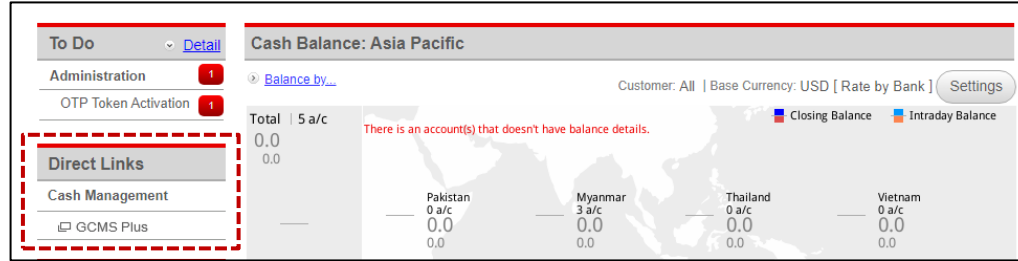 To Do Detail
Administration 1
OTP Token Activation 1
Direct Links
Cash Management
GCMS Plus
Cash Balance: Asia Pacific
Balance by...
Customer: All | Base Currency: USD [ Rate by Bank ] Settings
Total | 5 a/c
0.0
0.0
There is an account(s) that doesn't have balance details.
Closing Balance Intraday Balance
Pakistan
0 a/c
0.0
0.0
Myanmar
3 a/c
0.0
0.0
Thailand
0 a/c
0.0
0.0
Vietnam
0 a/c
0.0
0.0